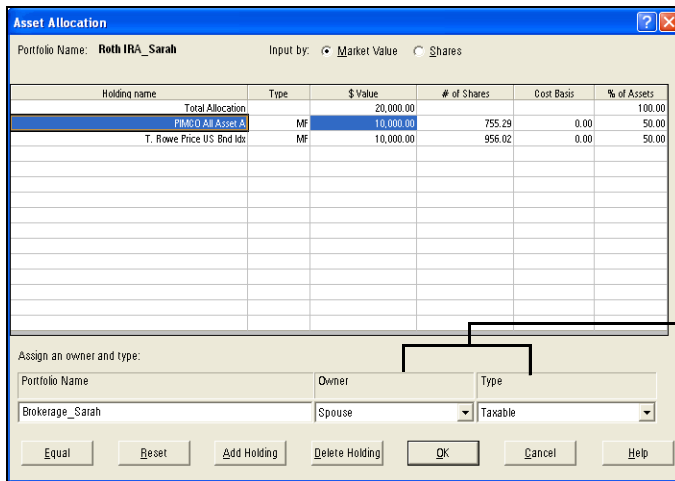 Asset Allocation
Portfolio Name: Roth IRA_Sarah Input by: Market Value Shares
Holding name Type $ Value # of Shares Cost Basis % of Assets
Total Allocation 20,000.00 100.00
PIMCO All Asset A MF 10,000.00 755.29 0.00 50.00
T. Rowe Price US Bnd Idx MF 10,000.00 956.02 0.00 50.00
Assign an owner and type:
Portfolio Name Owner Type
Brokerage_Sarah Spouse Taxable
Equal Reset Add Holding Delete Holding OK Cancel Help